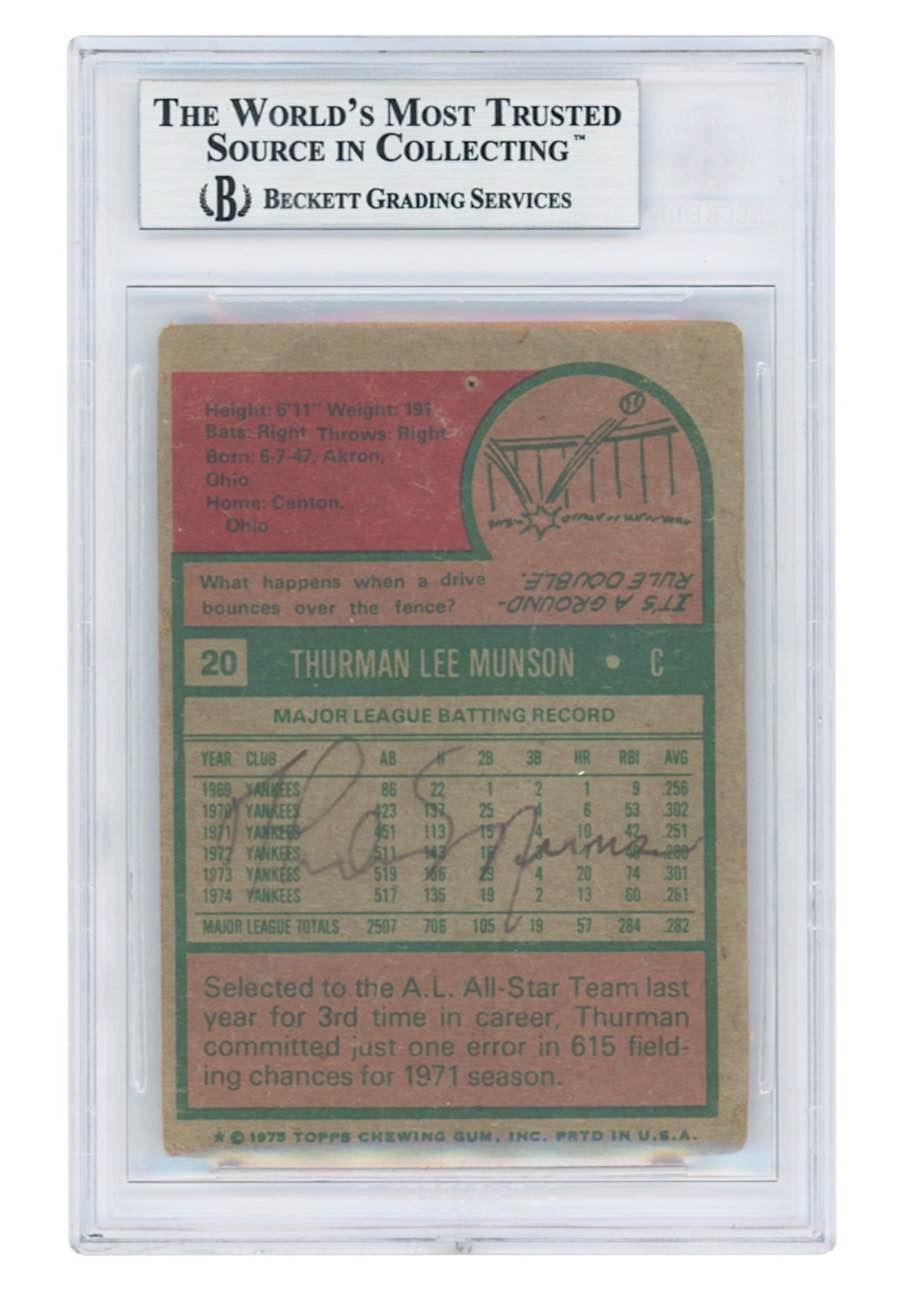 THE WORLD'S MOST TRUSTED
SOURCE IN COLLECTING™
B BECKETT GRADING SERVICES
Height: 5'11" Weight: 191
Bats: Right Throws: Right
Born: 6-7-47, Akron,
Ohio
Home: Canton,
Ohio
What happens when a drive
bounces over the fence?
IT'S A GROUND-
RULE DOUBLE.
20 THURMAN LEE MUNSON • C
MAJOR LEAGUE BATTING RECORD
YEAR CLUB AB H 2B 3B HR RBI AVG
1969 YANKEES 86 22 1 2 1 9 .256
1970 YANKEES 423 137 25 4 6 53 .302
1971 YANKEES 451 113 15 4 10 42 .251
1972 YANKEES 511 143 16
1973 YANKEES 519 156 29 4 20 74 .301
1974 YANKEES 517 135 19 2 13 60 .261
MAJOR LEAGUE TOTALS 2507 706 105 19 57 284 .282
Selected to the A.L. All-Star Team last
year for 3rd time in career, Thurman
committed just one error in 615 field-
ing chances for 1971 season.
★ © 1975 TOPPS CHEWING GUM, INC. PRTD IN U.S.A.